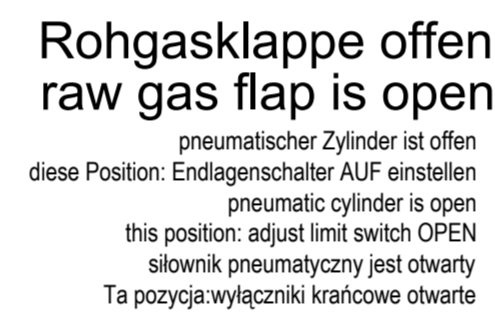 Rohgasklappe offen
raw gas flap is open
pneumatischer Zylinder ist offen
diese Position: Endlagenschalter AUF einstellen
pneumatic cylinder is open
this position: adjust limit switch OPEN
siłownik pneumatyczny jest otwarty
Ta pozycja:wyłączniki krańcowe otwarte